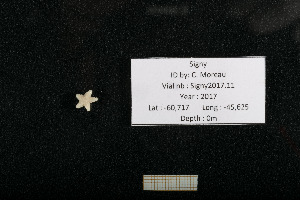 Signy
ID by: C. Moreau
Vial nb : Signy2017.11
Year : 2017
Lat : -60,717 Long : -45,635
Depth : 0m